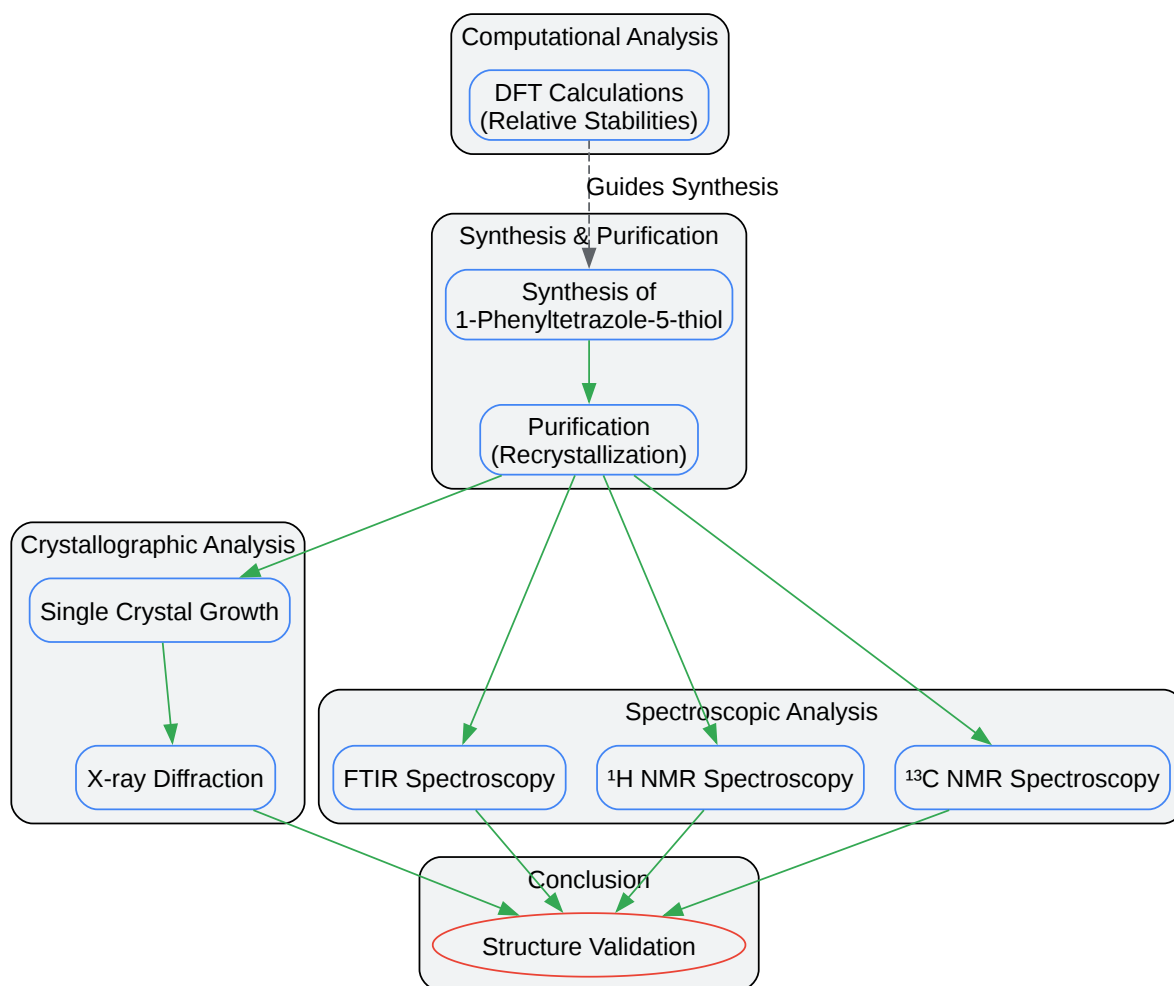 Computational Analysis
DFT Calculations
(Relative Stabilities)
Guides Synthesis
Synthesis & Purification
Synthesis of
1-Phenyltetrazole-5-thiol
Purification
(Recrystallization)
Crystallographic Analysis
Single Crystal Growth
X-ray Diffraction
Spectroscopic Analysis
FTIR Spectroscopy
¹H NMR Spectroscopy
¹³C NMR Spectroscopy
Conclusion
Structure Validation